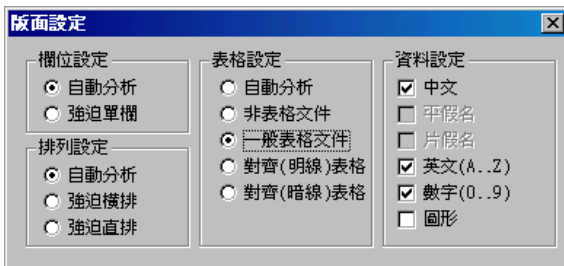 版面設定
欄位設定
自動分析
強迫單欄
排列設定
自動分析
強迫橫排
強迫直排
表格設定
自動分析
非表格文件
一般表格文件
對齊(明線)表格
對齊(暗線)表格
資料設定
中文
平假名
片假名
英文(A..Z)
數字(0..9)
圖形